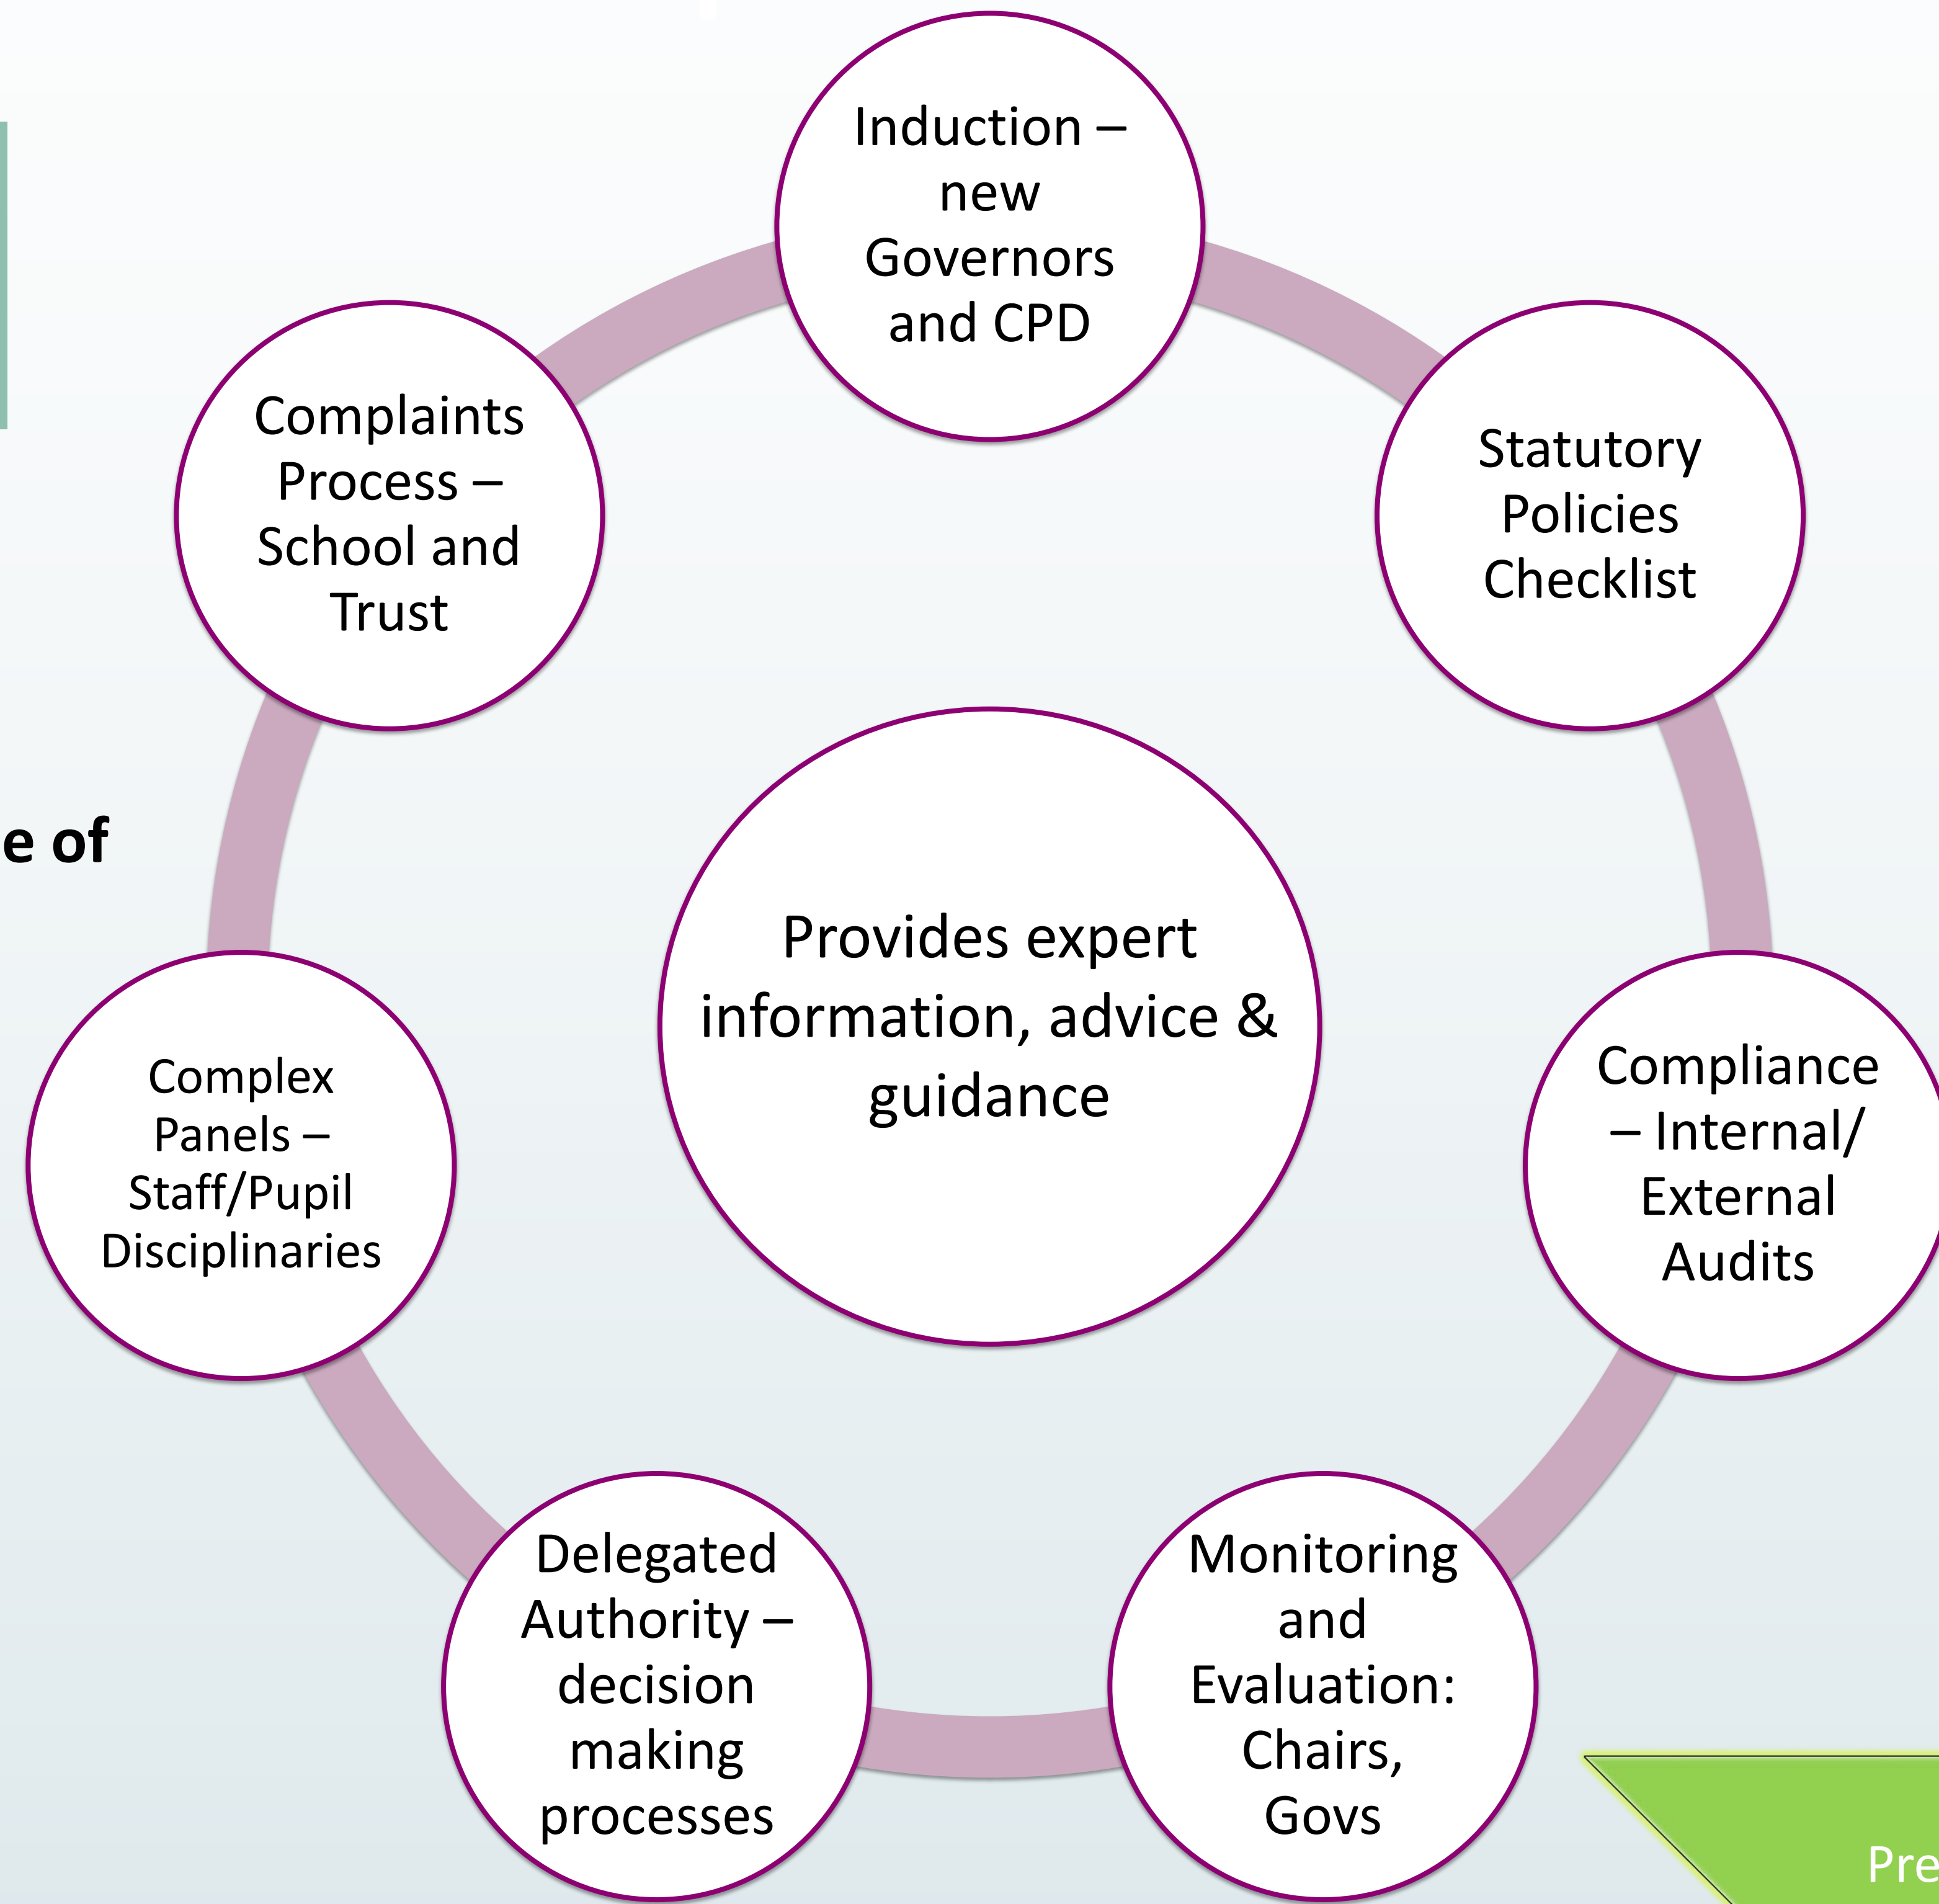 Induction –
new
Governors
and CPD
Statutory
Policies
Checklist
Compliance
– Internal/
External
Audits
Monitoring
and
Evaluation:
Chairs,
Govs
Delegated
Authority –
decision
making
processes
Complex
Panels –
Staff/Pupil
Disciplinaries
Complaints
Process –
School and
Trust
Provides expert
information, advice &
guidance
e of
Pre